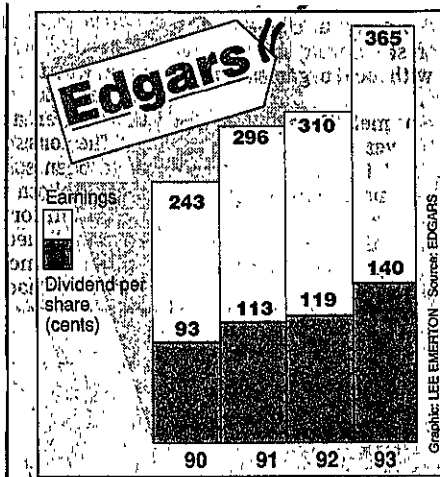 Edgars
365
296
310
243
Earnings
140
Dividend per
share
(cents)
93
113
119
90 91 92 93
Graphic: LEE EMERTON Source: EDGARS